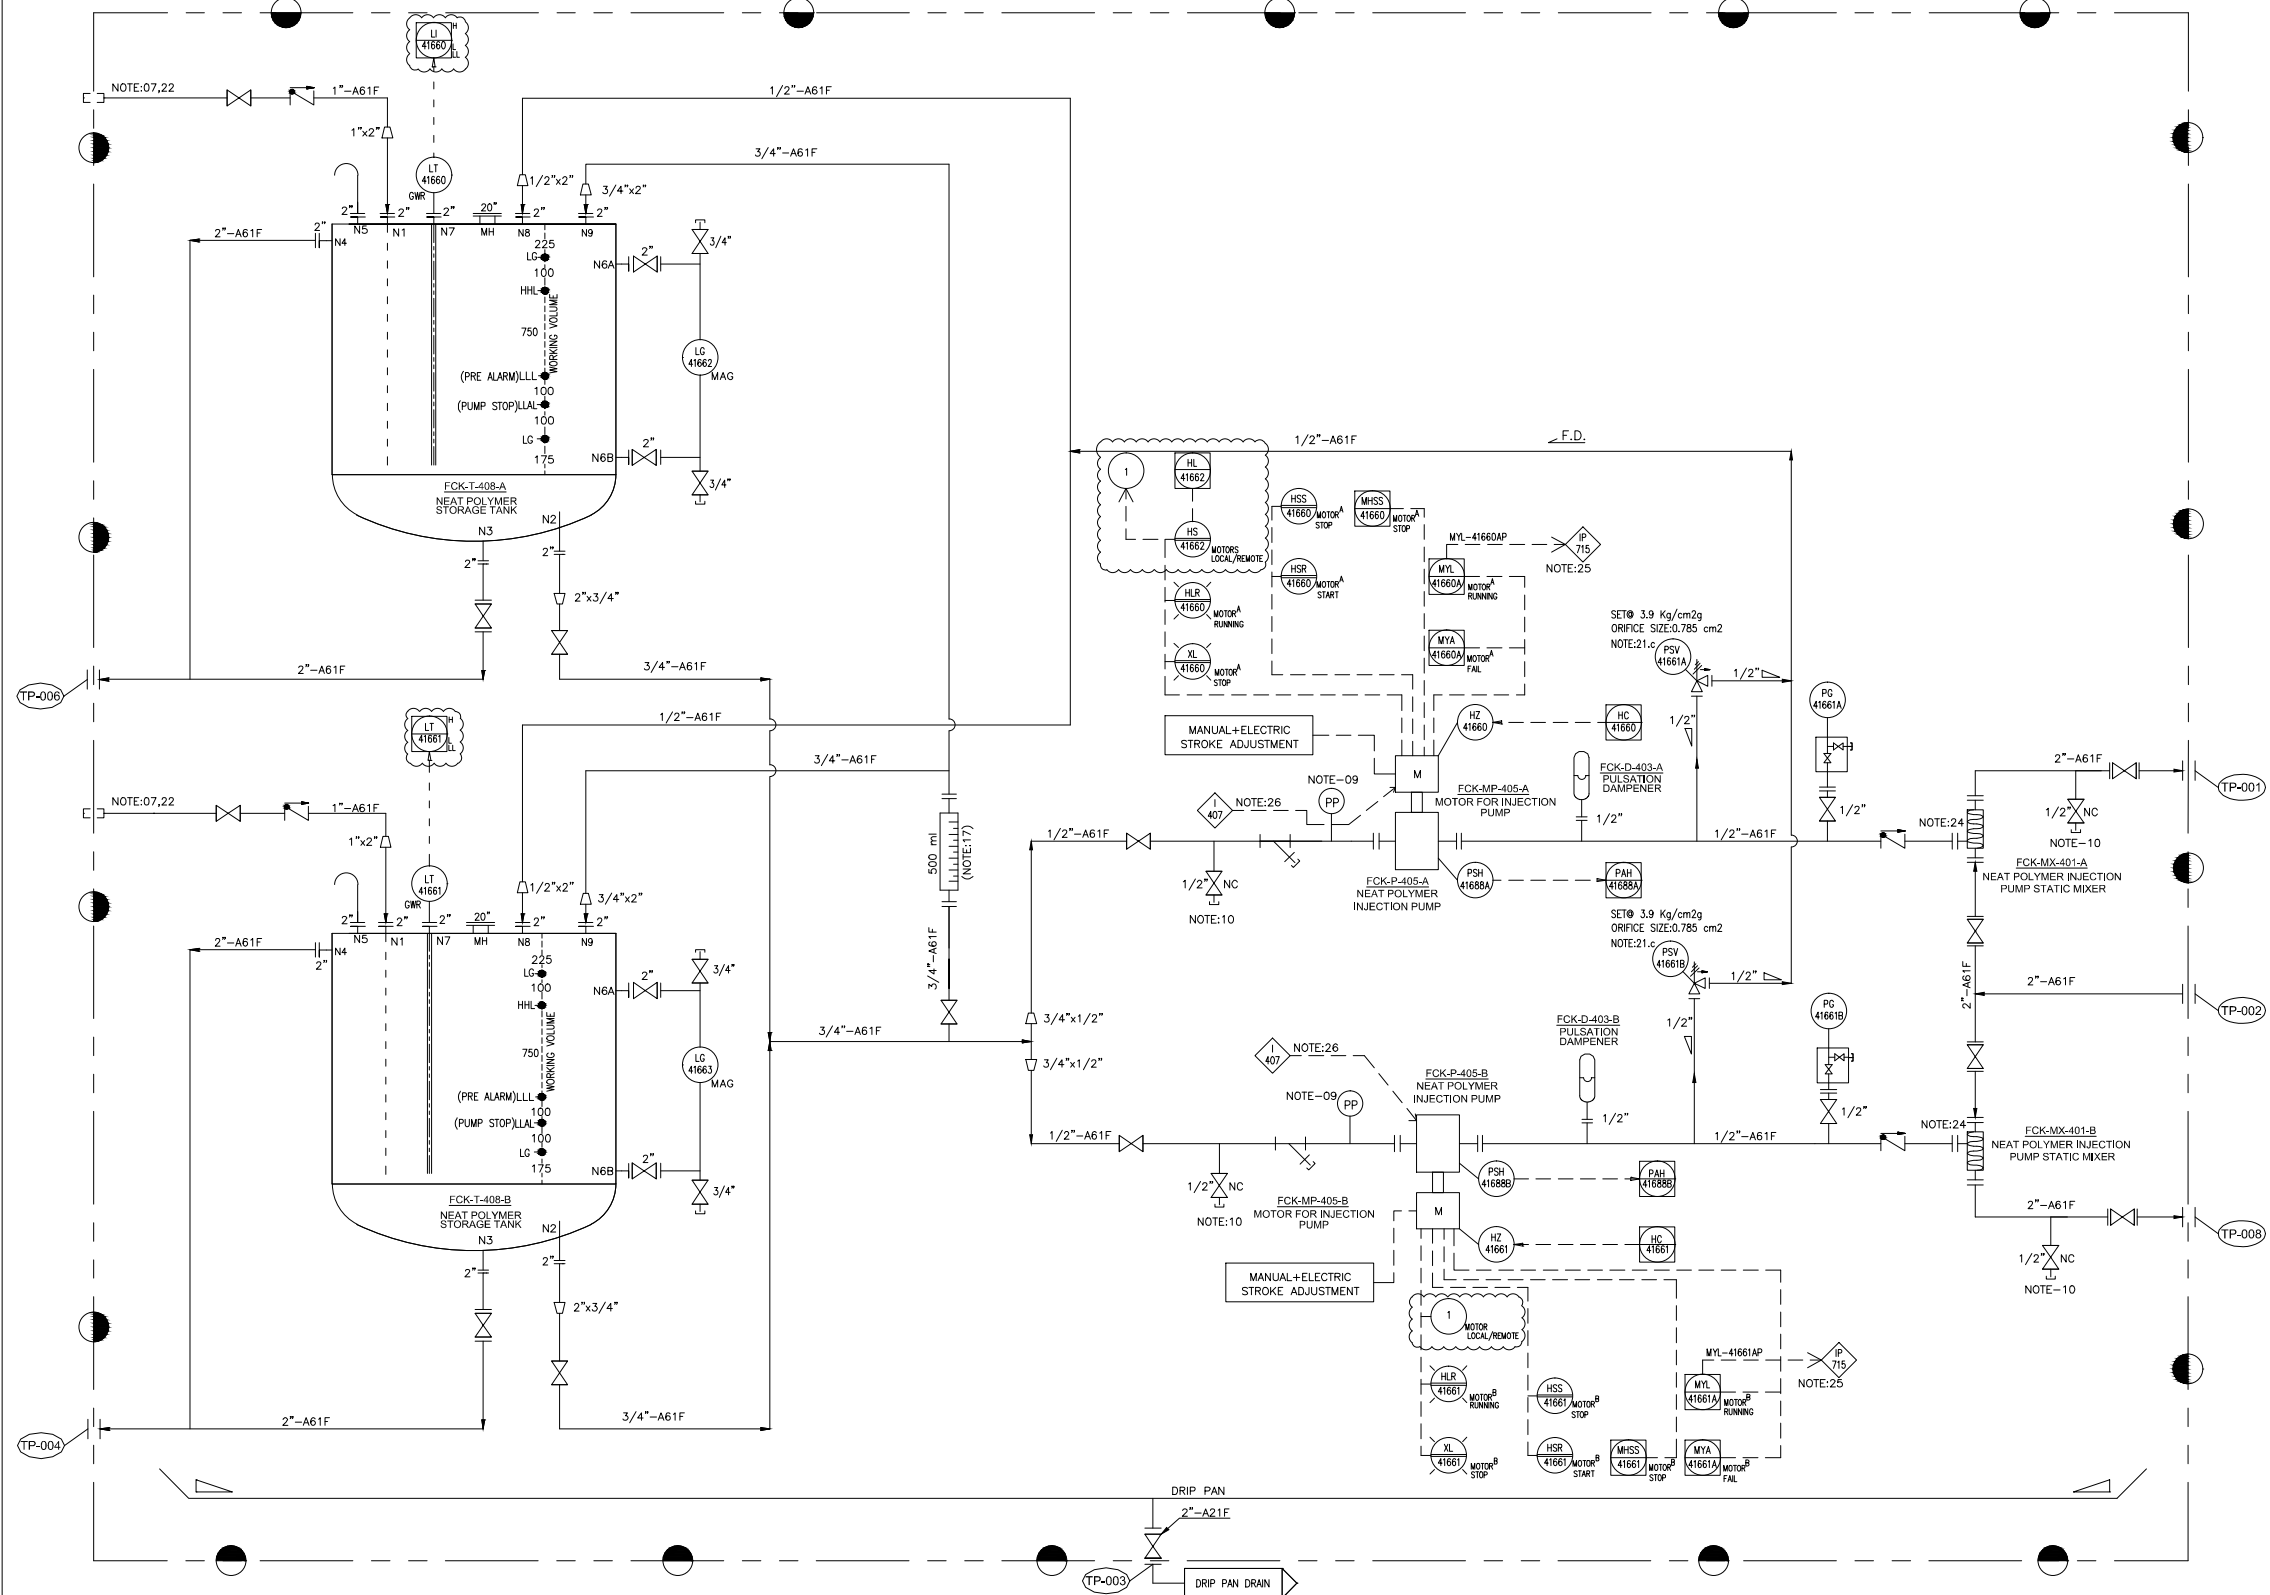 LI
41660
H
L
LL
NOTE:07,22
1"-A61F
1"x2"
LT
41660
GWR
1/2"-A61F
3/4"-A61F
1/2"x2"
3/4"x2"
2"
2"
2"
20"
2"
2"
2"
N4
N5
N1
N7
MH
N8
N9
2"-A61F
225
LG
100
HHL
750
WORKING VOLUME
(PRE ALARM)LLL
100
(PUMP STOP)LLAL
100
LG
175
N6A
2"
3/4"
LG
41662
MAG
N6B
2"
3/4"
FCK-T-408-A
NEAT POLYMER
STORAGE TANK
N3
N2
2"
2"
2"x3/4"
2"-A61F
3/4"-A61F
TP-006
LT
41661
H
L
LL
1/2"-A61F
3/4"-A61F
NOTE:07,22
1"-A61F
1"x2"
LT
41661
GWR
1/2"x2"
3/4"x2"
2"
2"
2"
20"
2"
2"
N4
2"
N5
N1
N7
MH
N8
N9
2"-A61F
225
LG
100
HHL
750
WORKING VOLUME
(PRE ALARM)LLL
100
(PUMP STOP)LLAL
100
LG
175
N6A
2"
3/4"
LG
41663
MAG
N6B
2"
3/4"
FCK-T-408-B
NEAT POLYMER
STORAGE TANK
N3
N2
2"
2"
2"x3/4"
2"-A61F
3/4"-A61F
TP-004
500 ml
(NOTE:17)
3/4"-A61F
3/4"-A61F
3/4"x1/2"
3/4"x1/2"
1/2"-A61F
F.D.
1
HL
41662
HS
41662
MOTORS
LOCAL/REMOTE
HLR
41660
MOTOR A
RUNNING
XL
41660
MOTOR A
STOP
HSS
41660
MOTOR A
STOP
MHSS
41660
MOTOR A
STOP
HSR
41660
MOTOR A
START
MYL-41660AP
IP
715
NOTE:25
MYL
41660A
MOTOR A
RUNNING
MYA
41660A
MOTOR A
FAIL
MANUAL+ELECTRIC
STROKE ADJUSTMENT
HZ
41660
HC
41660
M
FCK-MP-405-A
MOTOR FOR INJECTION
PUMP
I
407
NOTE:26
NOTE-09
PP
1/2"-A61F
1/2"
NC
NOTE:10
FCK-P-405-A
NEAT POLYMER
INJECTION PUMP
PSH
41688A
PAH
41688A
FCK-D-403-A
PULSATION
DAMPENER
1/2"
SET@ 3.9 Kg/cm2g
ORIFICE SIZE:0.785 cm2
NOTE:21.c
PSV
41661A
1/2"
1/2"
1/2"-A61F
PG
41661A
1/2"
NOTE:24
2"-A61F
1/2"
NC
NOTE-10
TP-001
FCK-MX-401-A
NEAT POLYMER INJECTION
PUMP STATIC MIXER
SET@ 3.9 Kg/cm2g
ORIFICE SIZE:0.785 cm2
NOTE:21.c
PSV
41661B
1/2"
1/2"
2"-A61F
2"-A61F
TP-002
PG
41661B
1/2"
FCK-D-403-B
PULSATION
DAMPENER
1/2"
I
407
NOTE:26
FCK-P-405-B
NEAT POLYMER
INJECTION PUMP
NOTE-09
PP
1/2"-A61F
1/2"
NC
NOTE:10
1/2"-A61F
NOTE:24
FCK-MX-401-B
NEAT POLYMER INJECTION
PUMP STATIC MIXER
PSH
41688B
PAH
41688B
FCK-MP-405-B
MOTOR FOR INJECTION
PUMP
M
HZ
41661
HC
41661
2"-A61F
1/2"
NC
NOTE-10
TP-008
MANUAL+ELECTRIC
STROKE ADJUSTMENT
1
MOTOR
LOCAL/REMOTE
HLR
41661
MOTOR B
RUNNING
XL
41661
MOTOR B
STOP
HSS
41661
MOTOR B
STOP
HSR
41661
MOTOR B
START
MHSS
41661
MOTOR B
STOP
MYL-41661AP
IP
715
NOTE:25
MYL
41661A
MOTOR B
RUNNING
MYA
41661A
MOTOR B
FAIL
DRIP PAN
2"-A21F
TP-003
DRIP PAN DRAIN